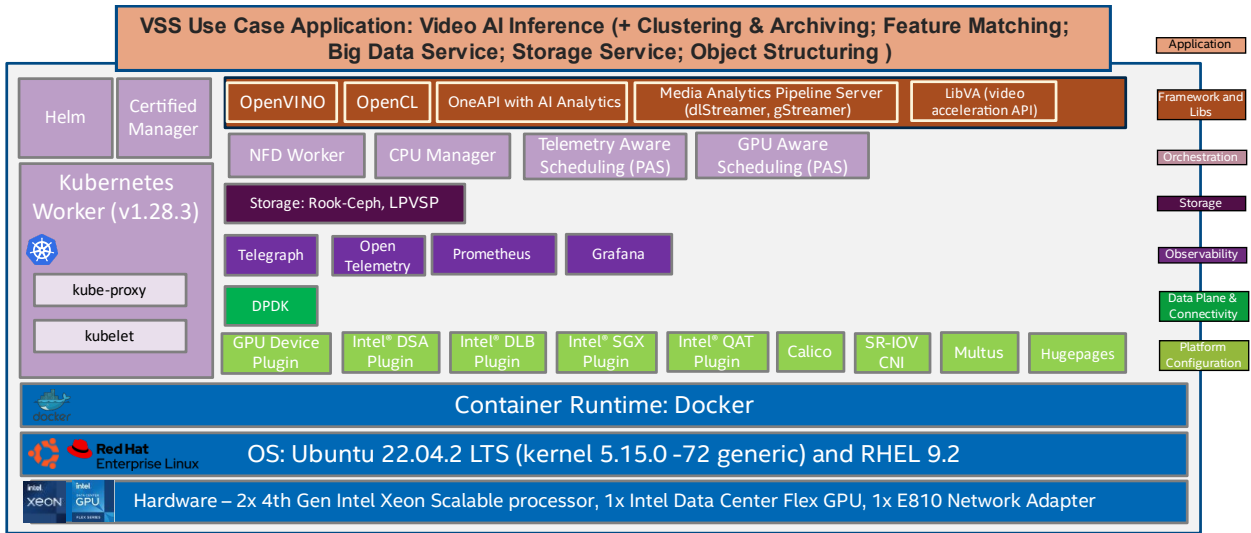 VSS Use Case Application: Video AI Inference (+ Clustering & Archiving; Feature Matching;
Big Data Service; Storage Service; Object Structuring )
Application
Helm
Certified
Manager
OpenVINO
OpenCL
OneAPI with AI Analytics
Media Analytics Pipeline Server
(dlStreamer, gStreamer)
LibVA (video
acceleration API)
Framework and
Libs
NFD Worker
CPU Manager
Telemetry Aware
Scheduling (PAS)
GPU Aware
Scheduling (PAS)
Orchestration
Kubernetes
Worker (v1.28.3)
kube-proxy
kubelet
Storage: Rook-Ceph, LPVSP
Storage
Telegraph
Open
Telemetry
Prometheus
Grafana
Observability
DPDK
Data Plane &
Connectivity
GPU Device
Plugin
Intel® DSA
Plugin
Intel® DLB
Plugin
Intel® SGX
Plugin
Intel® QAT
Plugin
Calico
SR-IOV
CNI
Multus
Hugepages
Platform
Configuration
docker
Container Runtime: Docker
Red Hat
Enterprise Linux
OS: Ubuntu 22.04.2 LTS (kernel 5.15.0 -72 generic) and RHEL 9.2
intel
XEON
intel
DATA CENTER
GPU
FLEX SERIES
Hardware – 2x 4th Gen Intel Xeon Scalable processor, 1x Intel Data Center Flex GPU, 1x E810 Network Adapter